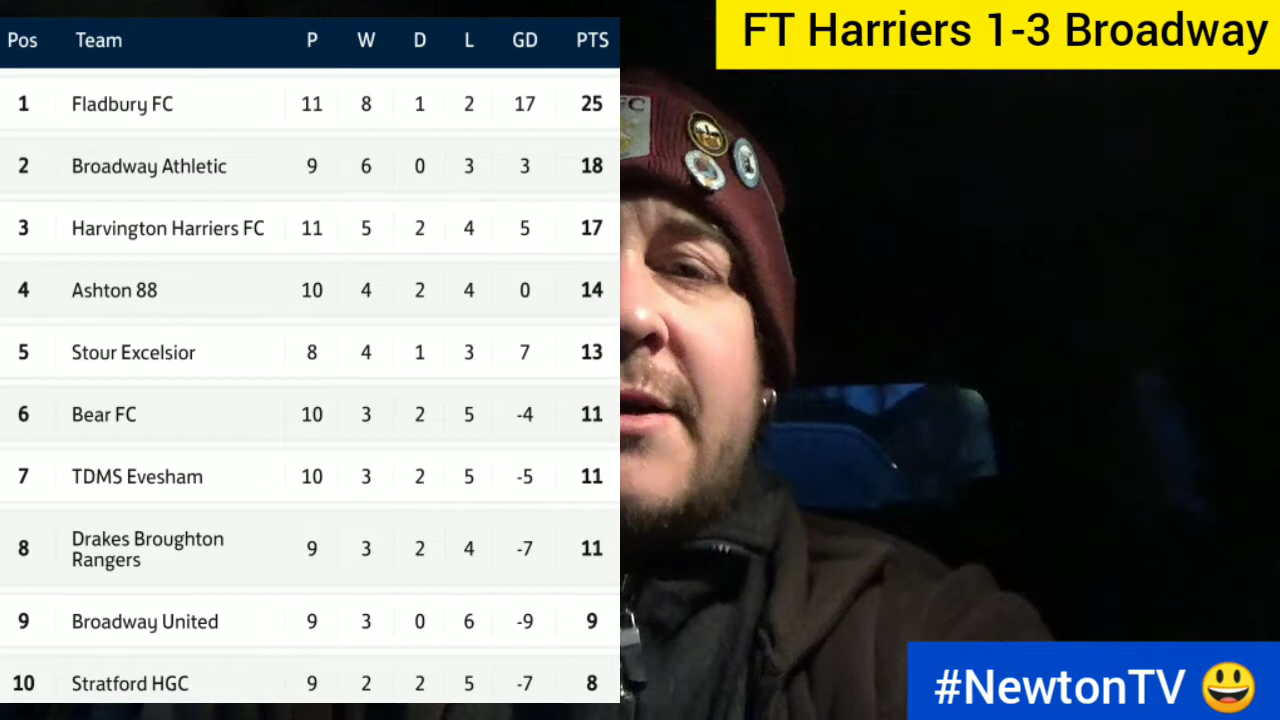 FT Harriers 1-3 Broadway
Pos Team P W D L GD PTS
1 Fladbury FC 11 8 1 2 17 25
2 Broadway Athletic 9 6 0 3 3 18
3 Harvington Harriers FC 11 5 2 4 5 17
4 Ashton 88 10 4 2 4 0 14
5 Stour Excelsior 8 4 1 3 7 13
6 Bear FC 10 3 2 5 -4 11
7 TDMS Evesham 10 3 2 5 -5 11
8 Drakes Broughton
Rangers 9 3 2 4 -7 11
9 Broadway United 9 3 0 6 -9 9
10 Stratford HGC 9 2 2 5 -7 8
FC
#NewtonTV 😃